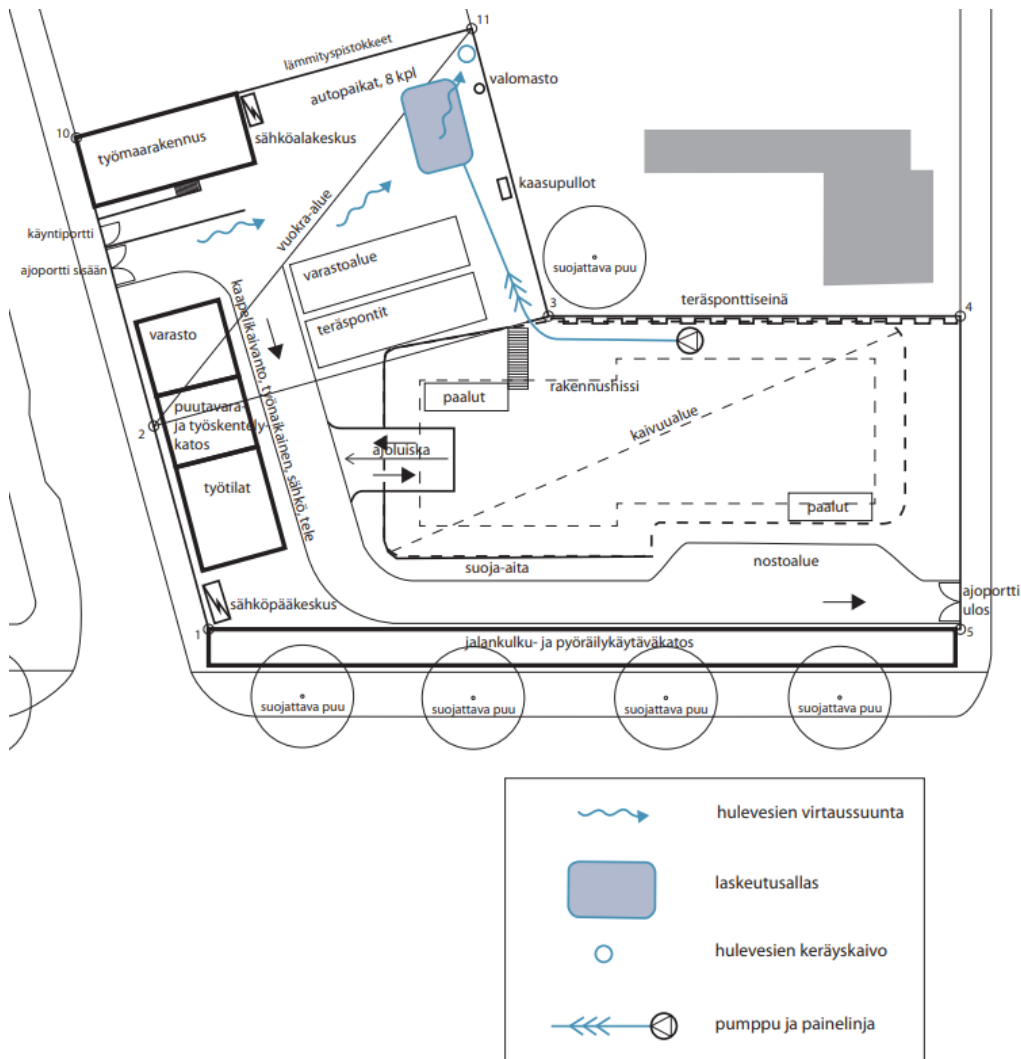 11
lämmityspistokkeet
autopaikat, 8 kpl
valomasto
10
työmaarakennus
sähköalakeskus
kaasupullot
käyntiportti
vuokra-alue
ajoportti sisään
varastoalue
suojattava puu
kaapelikaivanto, työnaikainen, sähkö, tele
teräspontit
3
teräsponttiseinä
4
varasto
rakennushissi
paalut
puutavara-
ja työskentely-
katos
2
kaivuualue
ajoluiska
työtilat
paalut
suoja-aita
nostoalue
ajoportti
ulos
sähköpääkeskus
1
5
jalankulku- ja pyöräilykäytäväkatos
suojattava puu
suojattava puu
suojattava puu
suojattava puu
hulevesien virtaussuunta
laskeutusallas
hulevesien keräyskaivo
pumppu ja painelinja